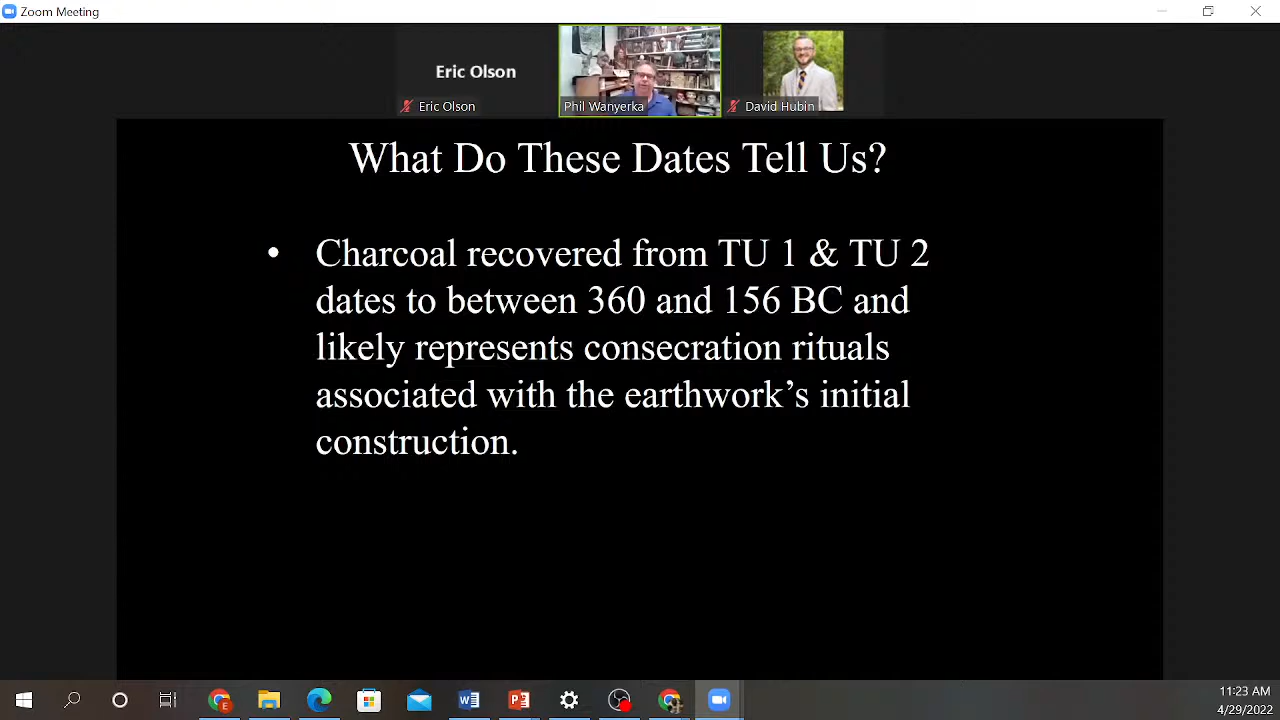 Zoom Meeting
Eric Olson
Eric Olson
Phil Wanyerka
David Hubin
What Do These Dates Tell Us?
• Charcoal recovered from TU 1 & TU 2
dates to between 360 and 156 BC and
likely represents consecration rituals
associated with the earthwork’s initial
construction.
11:23 AM
4/29/2022